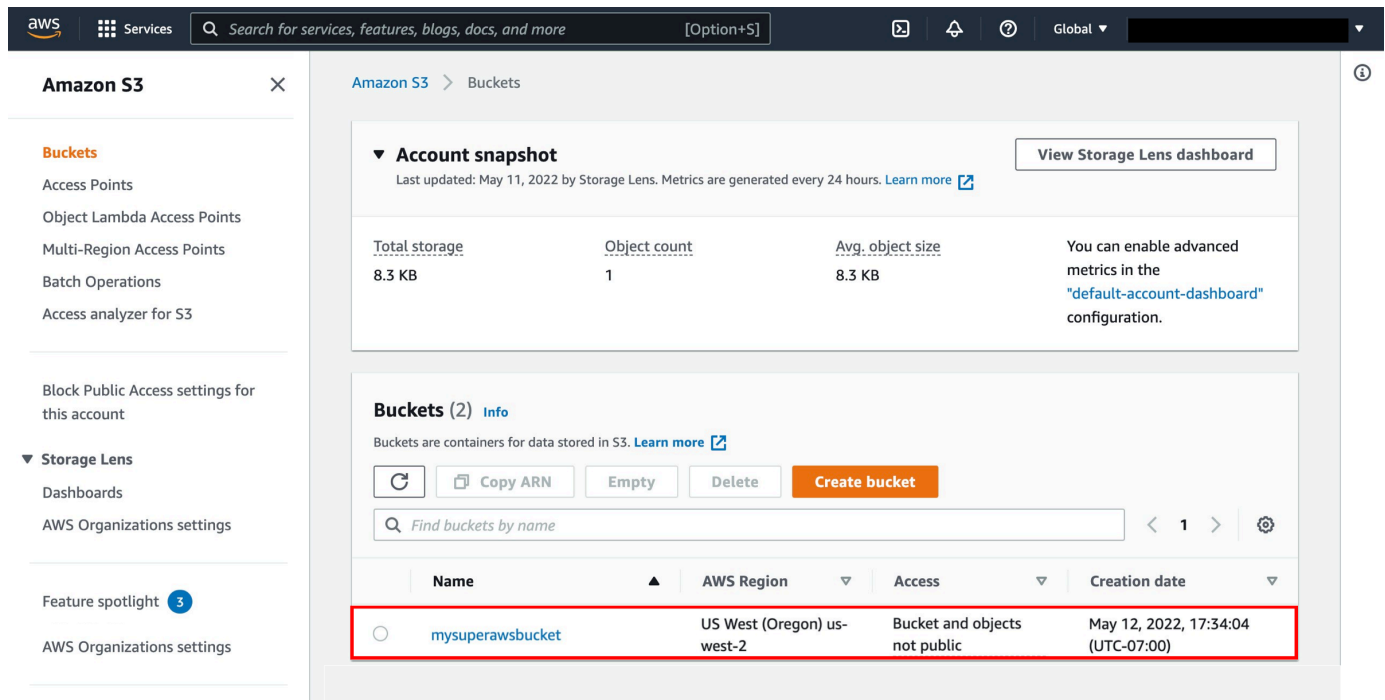 aws
Services
Search for services, features, blogs, docs, and more
[Option+S]
Global
Amazon S3
Buckets
Access Points
Object Lambda Access Points
Multi-Region Access Points
Batch Operations
Access analyzer for S3
Block Public Access settings for
this account
Storage Lens
Dashboards
AWS Organizations settings
Feature spotlight 3
AWS Organizations settings
Amazon S3 > Buckets
Account snapshot
Last updated: May 11, 2022 by Storage Lens. Metrics are generated every 24 hours. Learn more
View Storage Lens dashboard
Total storage
8.3 KB
Object count
1
Avg. object size
8.3 KB
You can enable advanced
metrics in the
"default-account-dashboard"
configuration.
Buckets (2) Info
Buckets are containers for data stored in S3. Learn more
Copy ARN
Empty
Delete
Create bucket
Find buckets by name
1
Name
AWS Region
Access
Creation date
mysuperawsbucket
US West (Oregon) us-
west-2
Bucket and objects
not public
May 12, 2022, 17:34:04
(UTC-07:00)